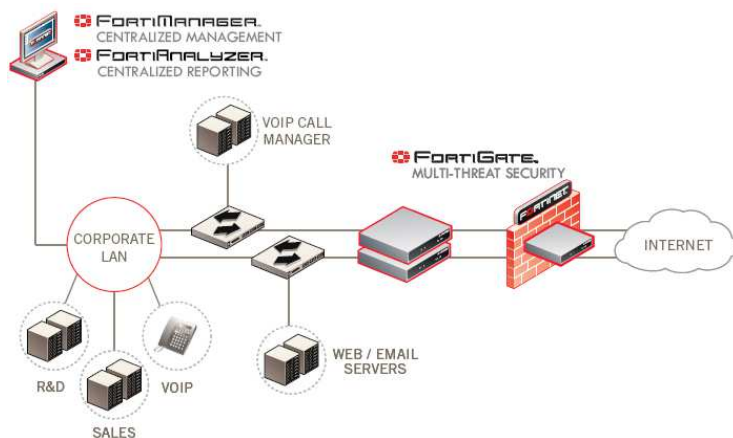 FORTIMANAGER
CENTRALIZED MANAGEMENT
FORTIANALYZER
CENTRALIZED REPORTING
VOIP CALL
MANAGER
FORTIGATE
MULTI-THREAT SECURITY
FORTINET
CORPORATE
LAN
INTERNET
R&D
VOIP
SALES
WEB / EMAIL
SERVERS